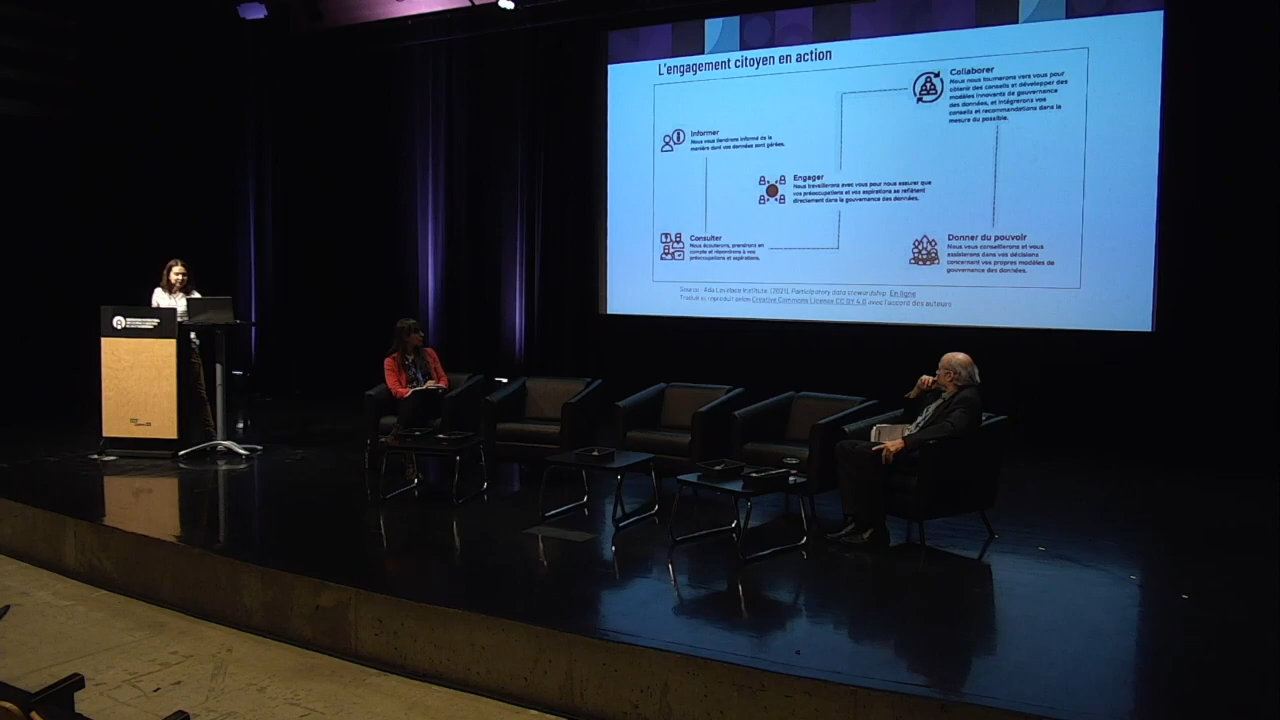 L'engagement citoyen en action
Informer
Nous vous tiendrons informé de la
manière dont vos données sont gérées.
Consulter
Nous écouterons, prendrons en
compte et répondrons à vos
préoccupations et aspirations.
Engager
Nous travaillerons avec vous pour nous assurer que
vos préoccupations et vos aspirations se reflètent
directement dans la gouvernance des données.
Collaborer
Nous nous tournerons vers vous pour
obtenir des conseils et développer des
modèles innovants de gouvernance
des données, et intégrerons vos
conseils et recommandations dans la
mesure du possible.
Donner du pouvoir
Nous vous conseillerons et vous
assisterons dans vos décisions
concernant vos propres modèles de
gouvernance des données.
Source : Ada Lovelace Institute. (2021). Participatory data stewardship. En ligne
Traduit et reproduit selon Creative Commons Licence CC BY 4.0 avec l'accord des auteurs